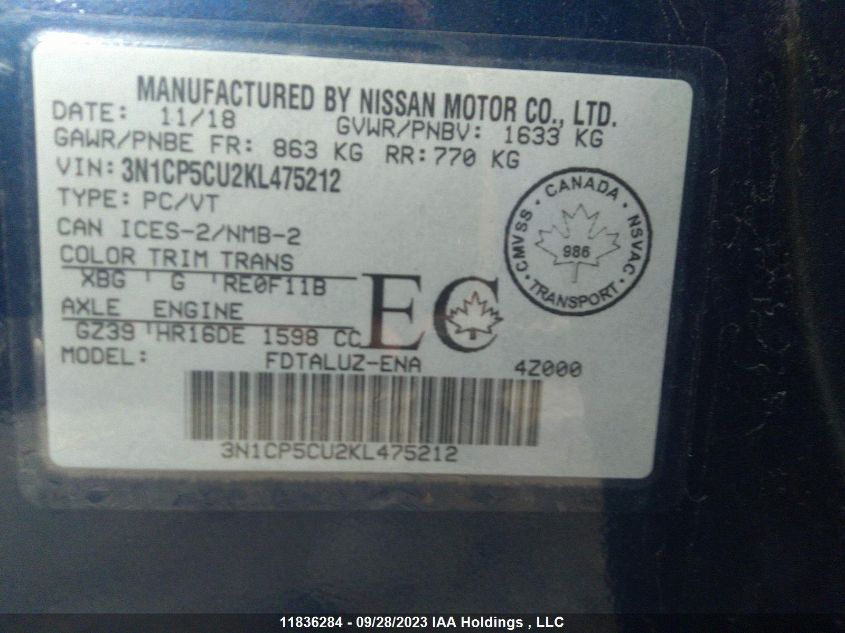 MANUFACTURED BY NISSAN MOTOR CO., LTD.
DATE: 11/18 GVWR/PNBV: 1633 KG
GAWR/PNBE FR: 863 KG RR:770 KG
VIN: 3N1CP5CU2KL475212
TYPE: PC/VT
CAN ICES-2/NMB-2
COLOR TRIM TRANS
XBG ' G 'RE0F11B
AXLE ENGINE
GZ39 'HR16DE 1598 CC
MODEL: FDTALUZ-ENA 4Z000
EC
CMVSS · CANADA · NSVAC · TRANSPORT ·
986
3N1CP5CU2KL475212
11836284 - 09/28/2023 IAA Holdings , LLC